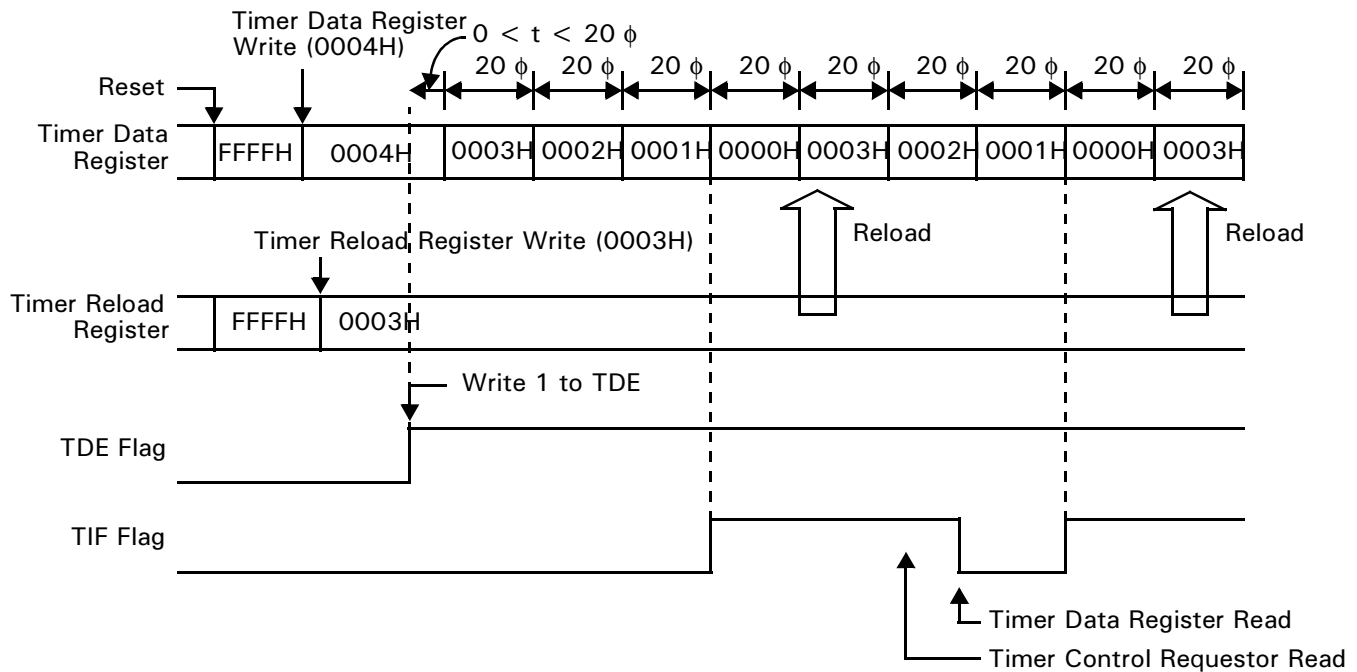 Timer Data Register
Write (0004H)
0 < t < 20 φ
20 φ 20 φ 20 φ 20 φ 20 φ 20 φ 20 φ 20 φ 20 φ
Reset
Timer Data
Register
FFFFH 0004H 0003H 0002H 0001H 0000H 0003H 0002H 0001H 0000H 0003H
Reload Reload
Timer Reload Register Write (0003H)
Timer Reload
Register
FFFFH 0003H
Write 1 to TDE
TDE Flag
TIF Flag
Timer Data Register Read
Timer Control Requestor Read